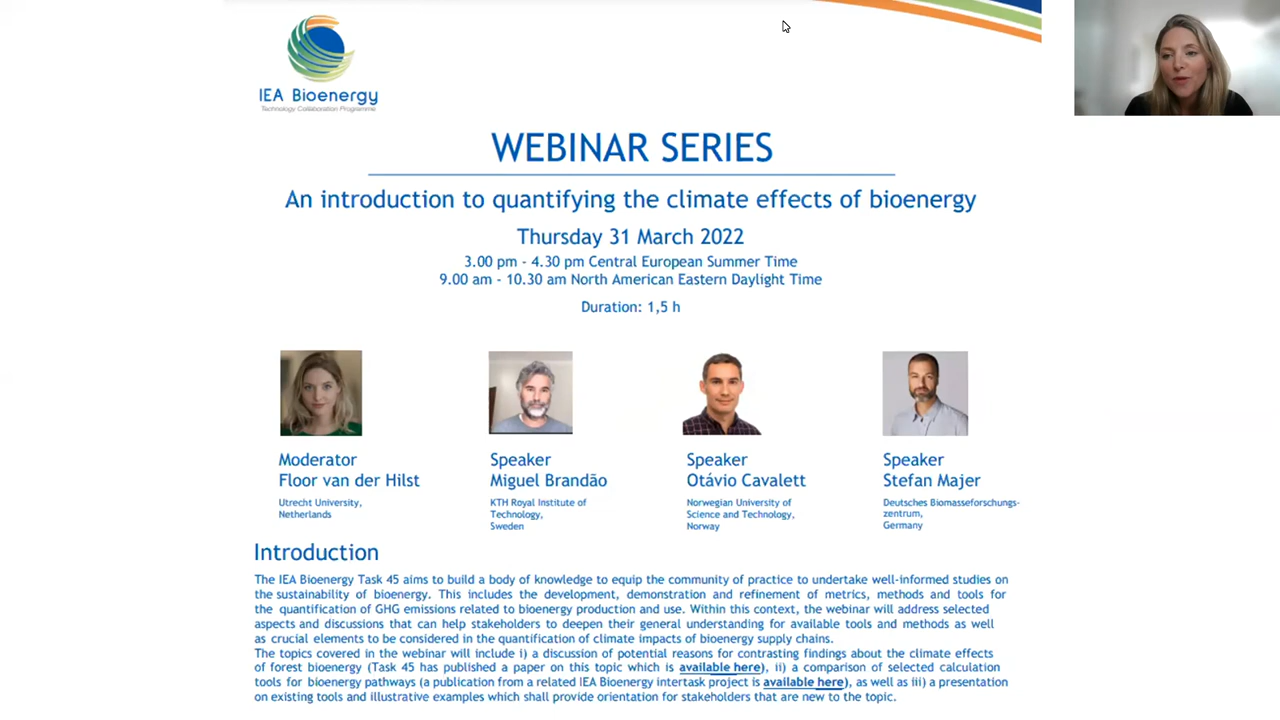 IEA Bioenergy
Technology Collaboration Programme
WEBINAR SERIES
An introduction to quantifying the climate effects of bioenergy
Thursday 31 March 2022
3.00 pm - 4.30 pm Central European Summer Time
9.00 am - 10.30 am North American Eastern Daylight Time
Duration: 1,5 h
Moderator
Floor van der Hilst
Utrecht University,
Netherlands
Speaker
Miguel Brandão
KTH Royal Institute of
Technology,
Sweden
Speaker
Otávio Cavalett
Norwegian University of
Science and Technology,
Norway
Speaker
Stefan Majer
Deutsches Biomasseforschungs-
zentrum,
Germany
Introduction
The IEA Bioenergy Task 45 aims to build a body of knowledge to equip the community of practice to undertake well-informed studies on
the sustainability of bioenergy. This includes the development, demonstration and refinement of metrics, methods and tools for
the quantification of GHG emissions related to bioenergy production and use. Within this context, the webinar will address selected
aspects and discussions that can help stakeholders to deepen their general understanding for available tools and methods as well
as crucial elements to be considered in the quantification of climate impacts of bioenergy supply chains.
The topics covered in the webinar will include i) a discussion of potential reasons for contrasting findings about the climate effects
of forest bioenergy (Task 45 has published a paper on this topic which is available here), ii) a comparison of selected calculation
tools for bioenergy pathways (a publication from a related IEA Bioenergy intertask project is available here), as well as iii) a presentation
on existing tools and illustrative examples which shall provide orientation for stakeholders that are new to the topic.